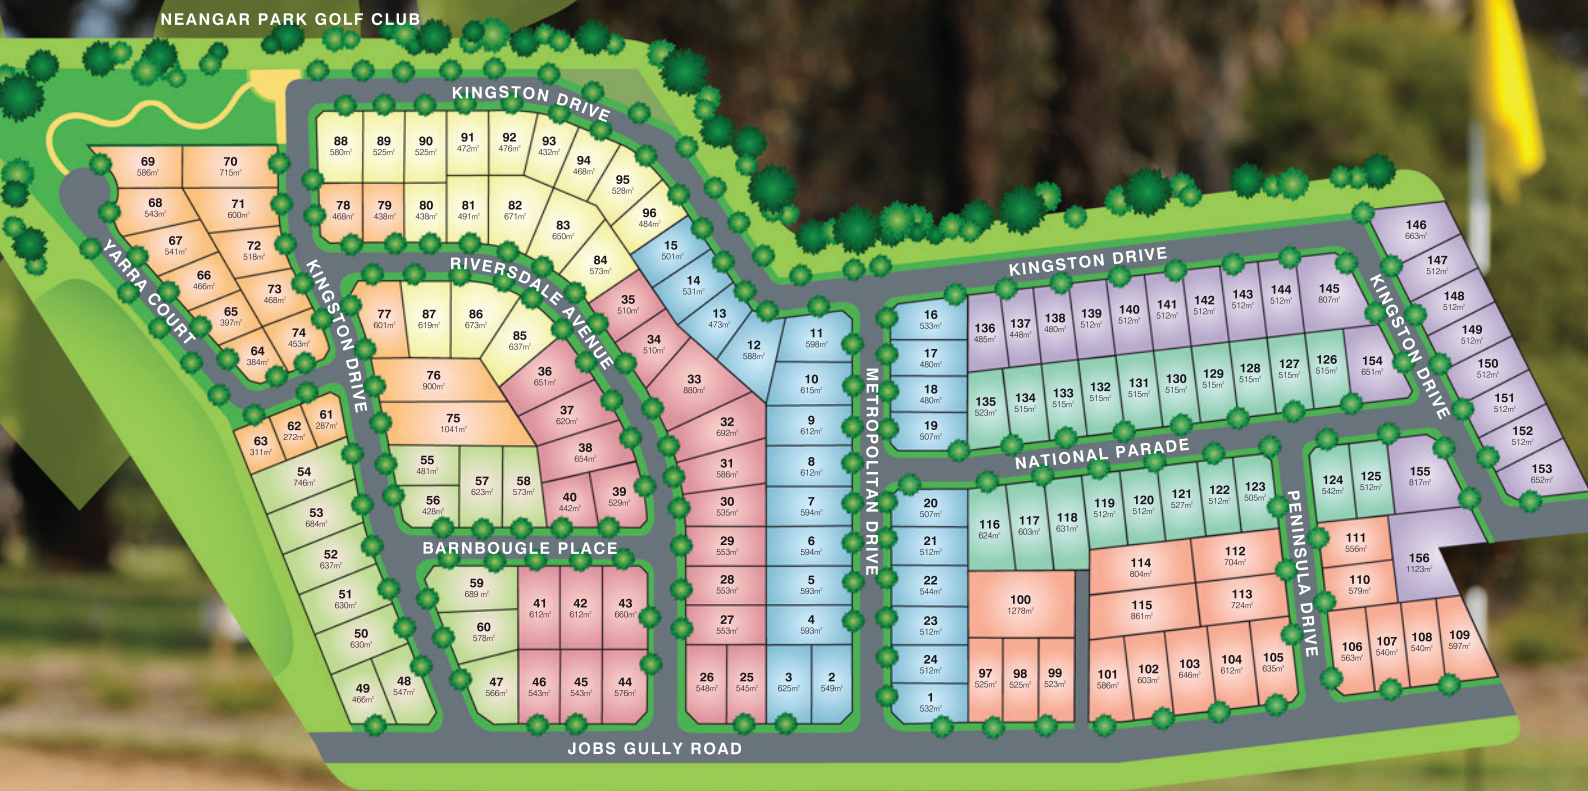 NEANGAR PARK GOLF CLUB
KINGSTON DRIVE
88 580m²
89 525m²
90 525m²
91 472m²
92 476m²
93 432m²
94 468m²
95 528m²
96 484m²
78 468m²
79 438m²
80 438m²
81 491m²
82 671m²
83 650m²
84 573m²
69 586m²
70 715m²
68 543m²
71 600m²
67 541m²
72 518m²
66 466m²
73 468m²
65 397m²
74 453m²
64 384m²
YARRA COURT
KINGSTON DRIVE
RIVERSDALE AVENUE
15 501m²
14 531m²
13 473m²
12 588m²
11 598m²
10 615m²
9 612m²
8 612m²
7 594m²
6 594m²
5 593m²
4 593m²
3 625m²
2 549m²
77 601m²
87 619m²
86 673m²
85 637m²
76 900m²
75 1041m²
35 510m²
34 510m²
33 880m²
32 692m²
31 586m²
30 535m²
29 553m²
28 553m²
27 553m²
26 548m²
25 545m²
36 651m²
37 620m²
38 654m²
39 529m²
40 442m²
55 481m²
56 428m²
57 623m²
58 573m²
61 287m²
62 272m²
63 311m²
54 746m²
53 684m²
52 637m²
51 630m²
50 630m²
49 466m²
48 547m²
BARNBOUGLE PLACE
59 689 m²
60 578m²
47 566m²
41 612m²
42 612m²
43 660m²
46 543m²
45 543m²
44 576m²
METROPOLITAN DRIVE
KINGSTON DRIVE
KINGSTON DRIVE
16 533m²
17 480m²
18 480m²
19 507m²
136 485m²
137 448m²
138 480m²
139 512m²
140 512m²
141 512m²
142 512m²
143 512m²
144 512m²
145 807m²
135 523m²
134 515m²
133 515m²
132 515m²
131 515m²
130 515m²
129 515m²
128 515m²
127 515m²
126 515m²
154 651m²
146 663m²
147 512m²
148 512m²
149 512m²
150 512m²
151 512m²
152 512m²
153 652m²
NATIONAL PARADE
20 507m²
21 512m²
22 544m²
23 512m²
24 512m²
1 532m²
116 624m²
117 603m²
118 631m²
119 512m²
120 512m²
121 527m²
122 512m²
123 505m²
124 542m²
125 512m²
155 817m²
156 1123m²
PENINSULA DRIVE
114 804m²
112 704m²
115 861m²
113 724m²
100 1278m²
97 525m²
98 525m²
99 523m²
101 586m²
102 603m²
103 646m²
104 612m²
105 635m²
111 556m²
110 579m²
106 563m²
107 540m²
108 540m²
109 597m²
JOBS GULLY ROAD